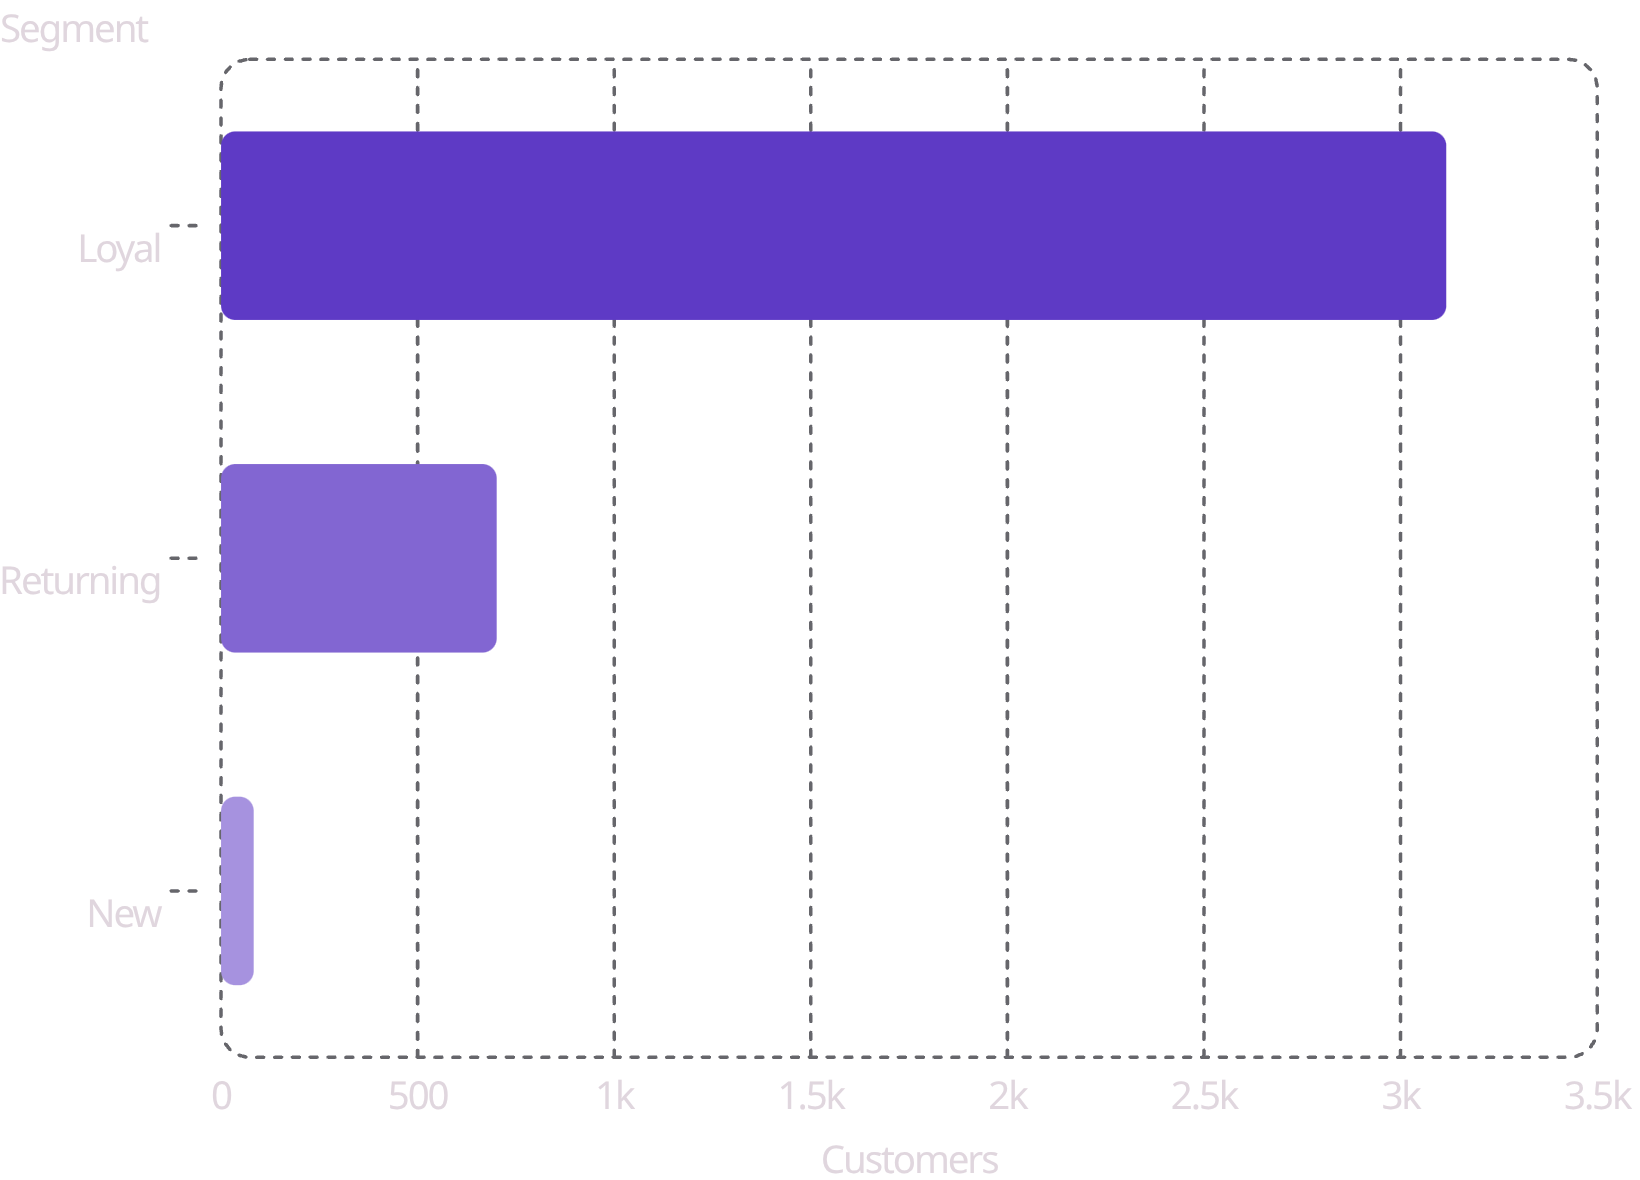 Segment
Loyal
Returning
New
0 500 1k 1.5k 2k 2.5k 3k 3.5k
Customers